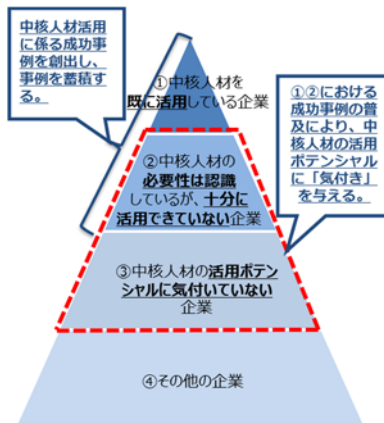 中核人材活用
に係る成功事
例を創出し、
事例を蓄積す
る。
①中核人材を
既に活用している企業
①②における
成功事例の普
及により、中
核人材の活用
ポテンシャル
に「気付き」
を与える。
②中核人材の
必要性は認識
しているが、十分に
活用できていない企業
③中核人材の活用ポテン
シャルに気付いていない
企業
④その他の企業